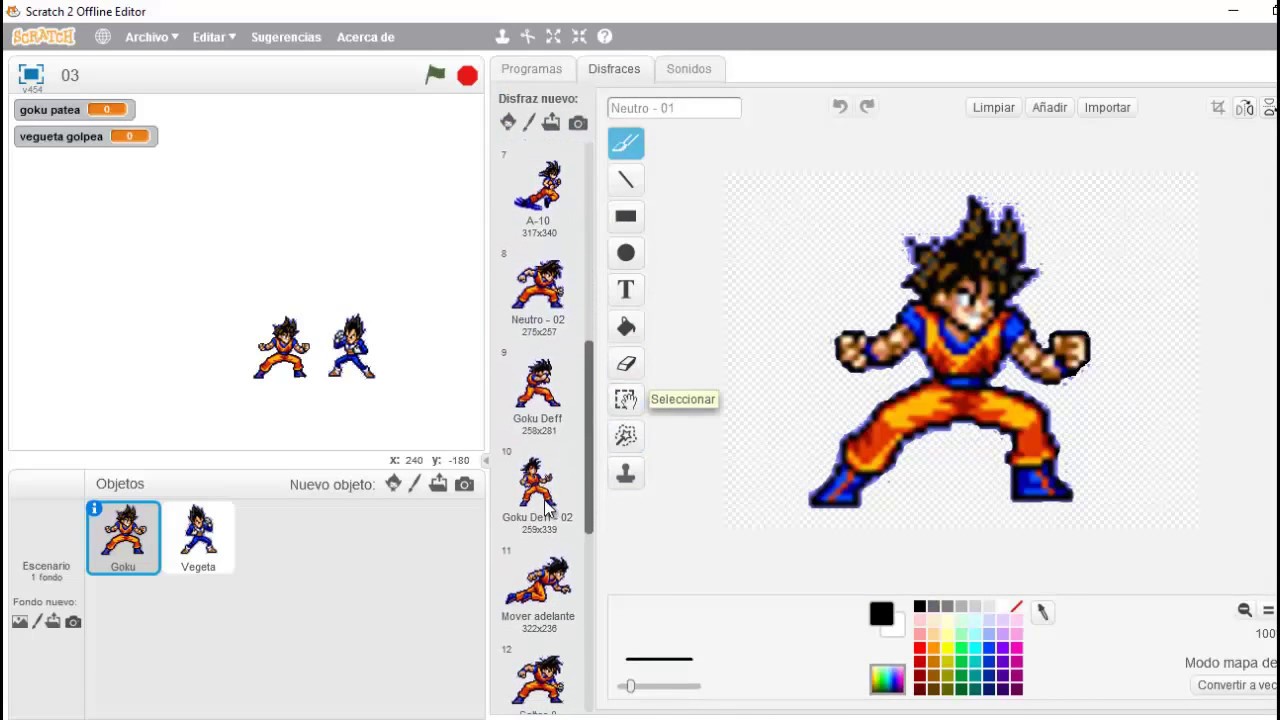 Scratch 2 Offline Editor
SCRATCH Archivo Editar Sugerencias Acerca de
v454 03
goku patea 0
vegueta golpea 0
x: 240 y: -180
Objetos Nuevo objeto:
Escenario
1 fondo
Fondo nuevo:
Goku Vegeta
Programas Disfraces Sonidos
Disfraz nuevo:
7
A-10
317x340
8
Neutro - 02
275x257
9
Goku Deff
258x281
10
Goku Deff - 02
259x339
11
Mover adelante
322x236
12
Neutro - 01
Limpiar Añadir Importar
T
Seleccionar
100
Modo mapa de
Convertir a vec